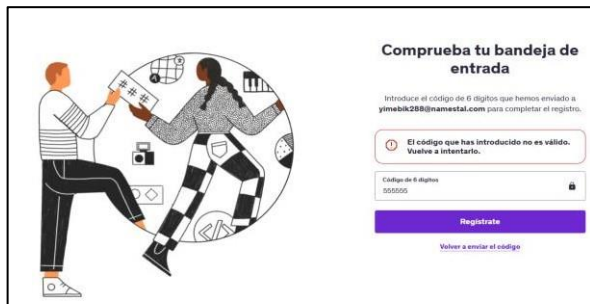 ###
</>
Comprueba tu bandeja de
entrada
Introduce el código de 6 dígitos que hemos enviado a
yimebik288@namestal.com para completar el registro.
El código que has introducido no es válido.
Vuelve a intentarlo.
Código de 6 dígitos
555555
Regístrate
Volver a enviar el código